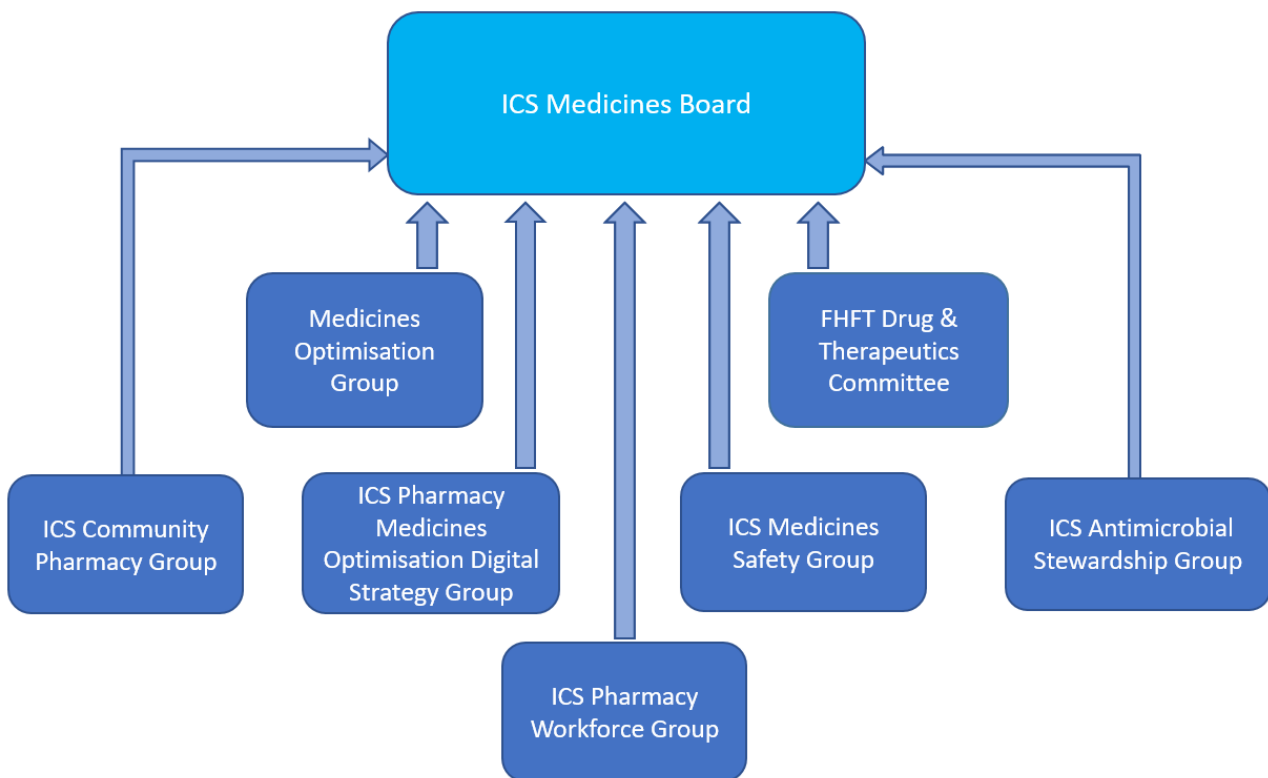 ICS Medicines Board
Medicines
Optimisation
Group
FHFT Drug &
Therapeutics
Committee
ICS Community
Pharmacy Group
ICS Pharmacy
Medicines
Optimisation Digital
Strategy Group
ICS Medicines
Safety Group
ICS Antimicrobial
Stewardship Group
ICS Pharmacy
Workforce Group